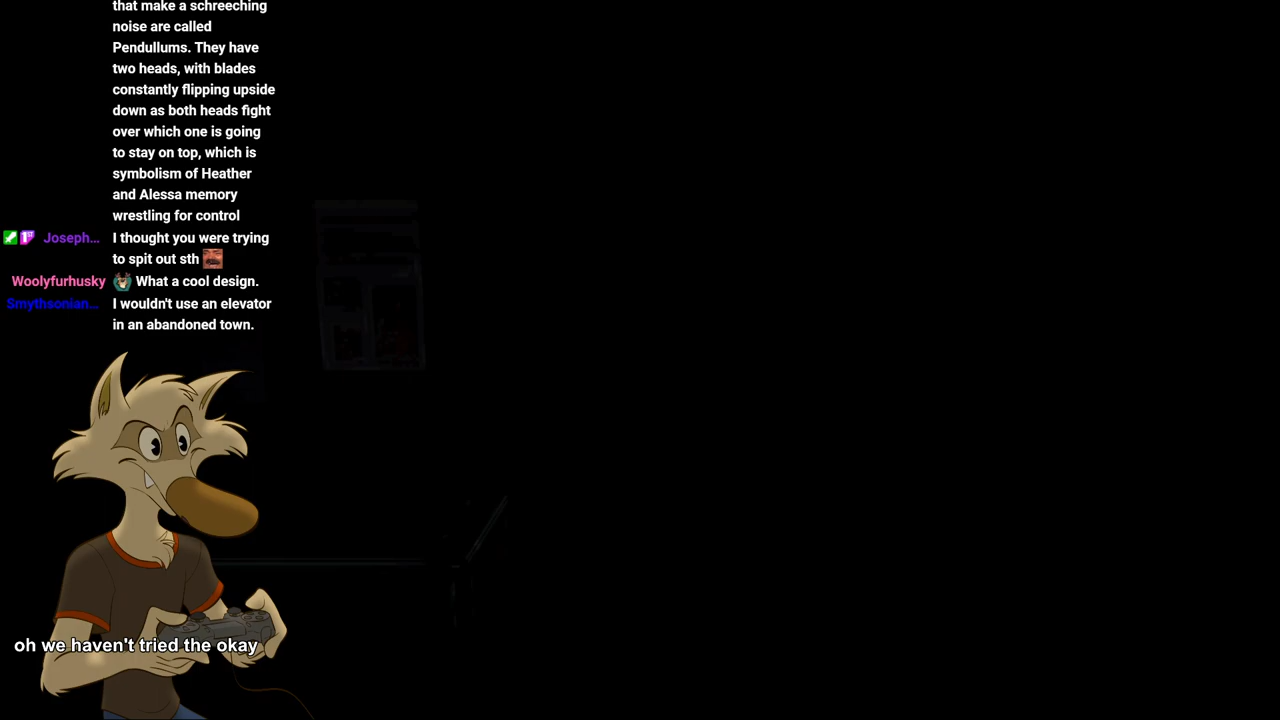 that make a schreeching
noise are called
Pendullums. They have
two heads, with blades
constantly flipping upside
down as both heads fight
over which one is going
to stay on top, which is
symbolism of Heather
and Alessa memory
wrestling for control
Joseph... I thought you were trying
to spit out sth
Woolyfurhusky What a cool design.
Smythsonian... I wouldn't use an elevator
in an abandoned town.
oh we haven't tried the okay